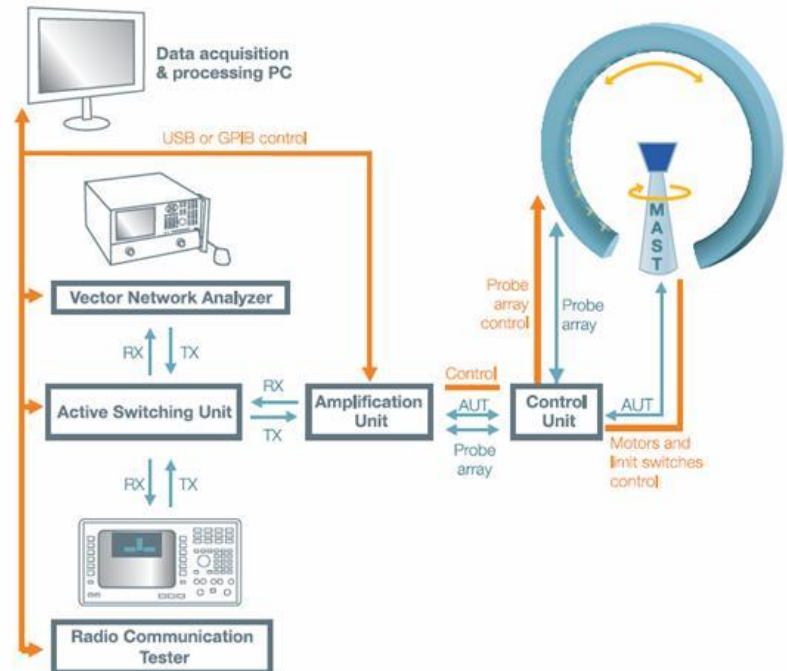 Data acquisition
& processing PC
USB or GPIB control
Vector Network Analyzer
RX
TX
Active Switching Unit
RX
TX
Amplification
Unit
Control
AUT
Probe
array
Control
Unit
Probe
array
control
Probe
array
MAST
AUT
Motors and
limit switches
control
RX
TX
Radio Communication
Tester